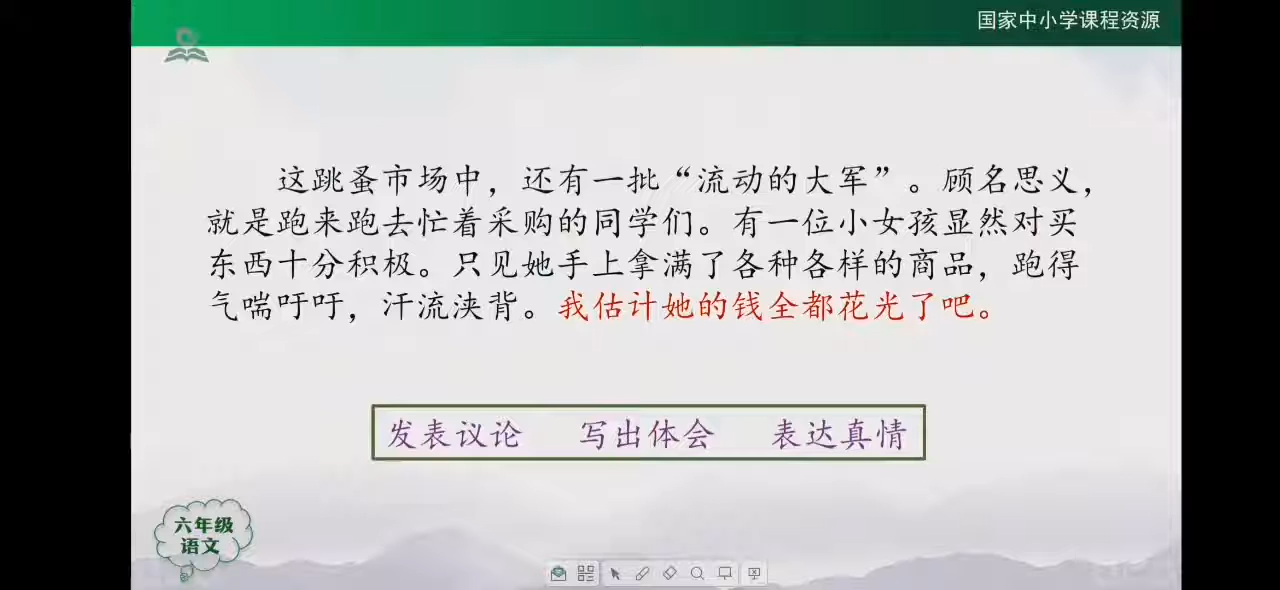 国家中小学课程资源
这跳蚤市场中，还有一批“流动的大军”。顾名思义，
就是跑来跑去忙着采购的同学们。有一位小女孩显然对买
东西十分积极。只见她手上拿满了各种各样的商品，跑得
气喘吁吁，汗流浃背。我估计她的钱全都花光了吧。
发表议论 写出体会 表达真情
六年级
语文